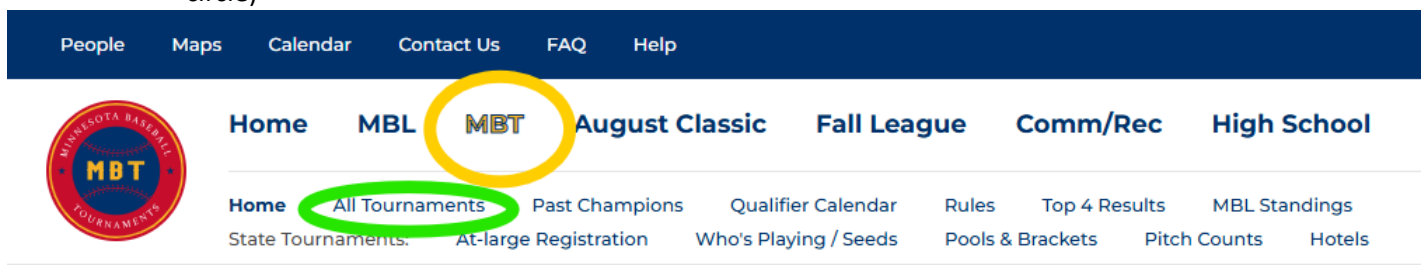 People Maps Calendar Contact Us FAQ Help
MINNESOTA BASEBALL
MBT
TOURNAMENTS
Home MBL MBT August Classic Fall League Comm/Rec High School
Home All Tournaments Past Champions Qualifier Calendar Rules Top 4 Results MBL Standings
State Tournaments: At-large Registration Who's Playing / Seeds Pools & Brackets Pitch Counts Hotels